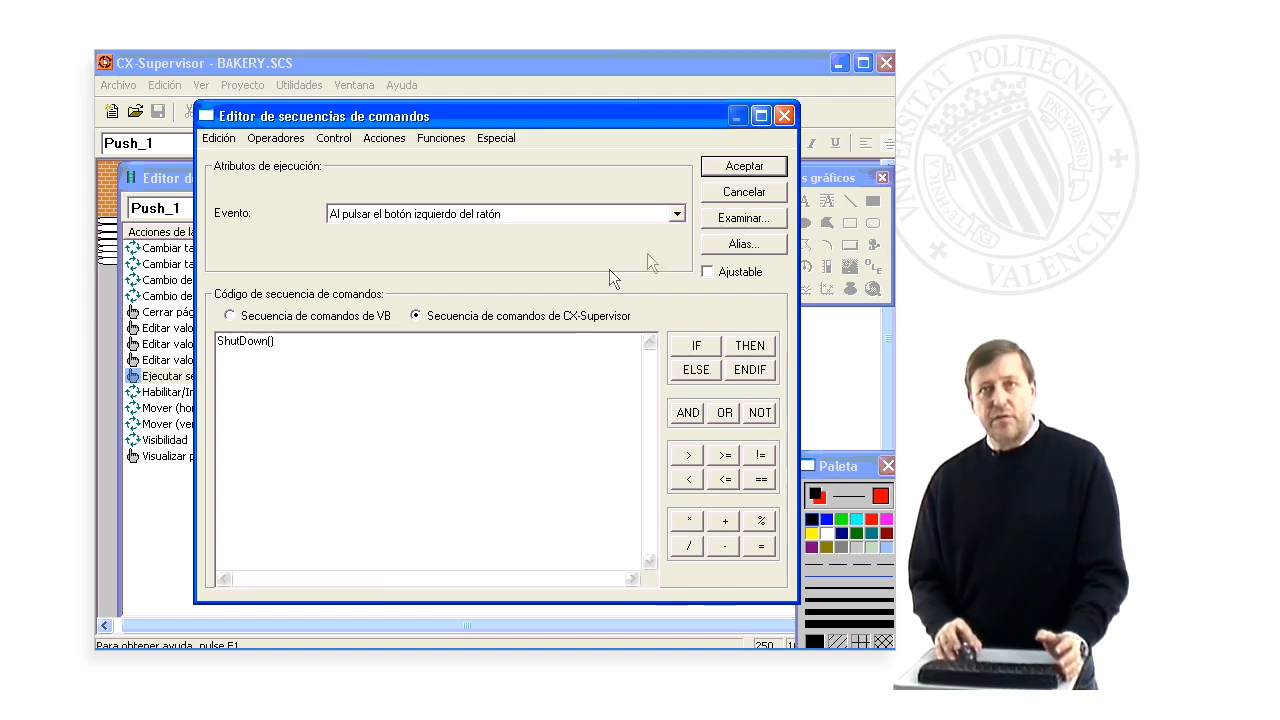 CX-Supervisor - BAKERY.SCS
Archivo Edición Ver Proyecto Utilidades Ventana Ayuda
Editor de secuencias de comandos
Push_1
Edición Operadores Control Acciones Funciones Especial
Atributos de ejecución:
Evento: Al pulsar el botón izquierdo del ratón
Aceptar
Cancelar
Examinar...
Alias...
Ajustable
Código de secuencia de comandos:
Secuencia de comandos de VB Secuencia de comandos de CX-Supervisor
ShutDown()
IF THEN
ELSE ENDIF
AND OR NOT
> >= !=
< <= ==
* + %
/ - =
Editor d
Push_1
Acciones de la
Cambiar ta
Cambiar ta
Cambio de
Cambio de
Cerrar pág
Editar valo
Editar valo
Editar valo
Ejecutar se
Habilitar/In
Mover (hor
Mover (ver
Visibilidad
Visualizar p
s gráficos
Paleta
Para obtener ayuda, pulse F1
250
UNIVERSITAT POLITÈCNICA
VALÈNCIA